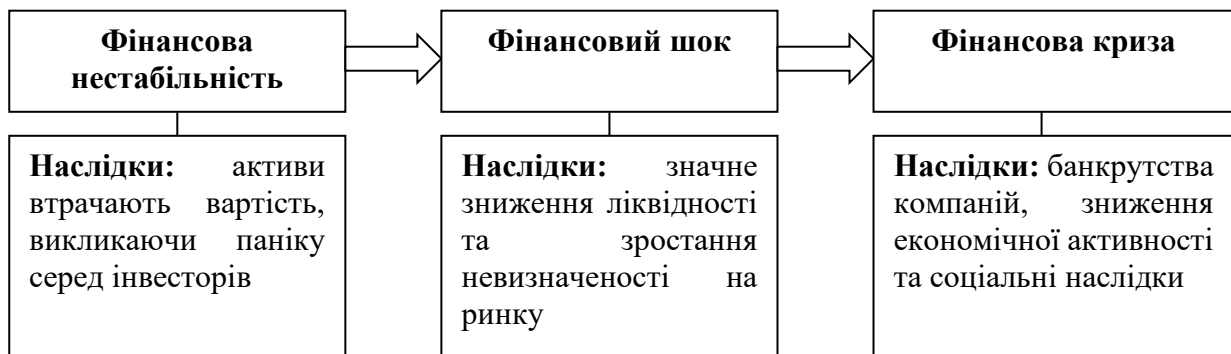 Фінансова
нестабільність
Фінансовий шок
Фінансова криза
Наслідки: активи
втрачають вартість,
викликаючи паніку
серед інвесторів
Наслідки: значне
зниження ліквідності
та зростання
невизначеності на
ринку
Наслідки: банкрутства
компаній, зниження
економічної активності
та соціальні наслідки